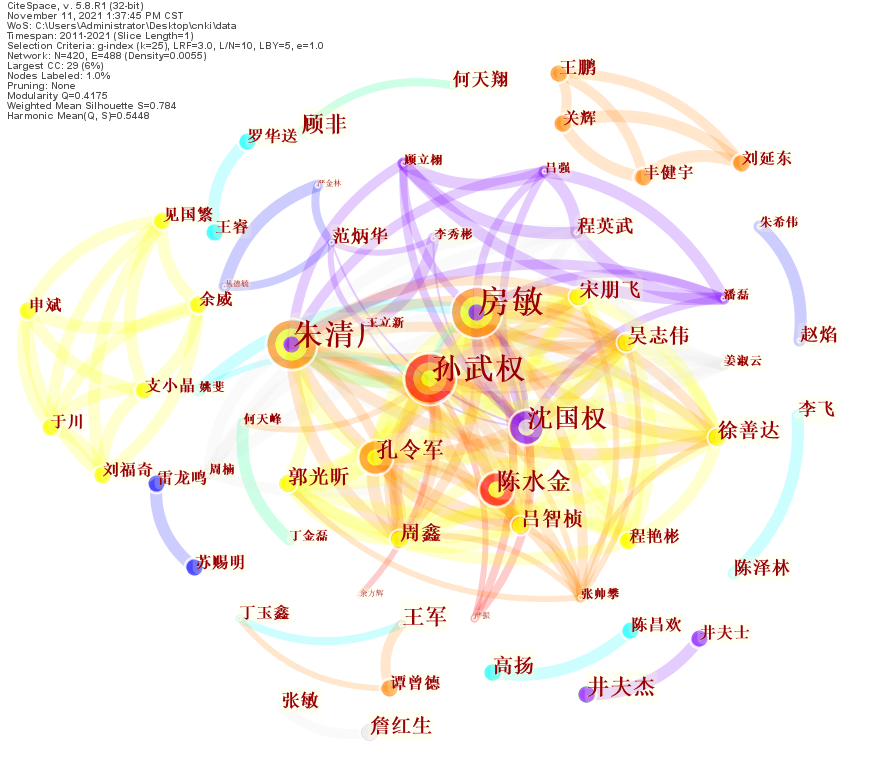 CiteSpace, v. 5.8.R1 (32-bit)
November 11, 2021 1:37:45 PM CST
WoS: C:\Users\Administrator\Desktop\cnki\data
Timespan: 2011-2021 (Slice Length=1)
Selection Criteria: g-index (k=25), LRF=3.0, L/N=10, LBY=5, e=1.0
Network: N=420, E=488 (Density=0.0055)
Largest CC: 29 (6%)
Nodes Labeled: 1.0%
Pruning: None
Modularity Q=0.4175
Weighted Mean Silhouette S=0.784
Harmonic Mean(Q, S)=0.5448
王鹏
何天翔
关辉
顾非
罗华送
刘延东
顾立栩
吕强
丰健宇
严金林
见国繁
朱希伟
王睿
程英武
范炳华
李秀彬
丛德毓
宋朋飞
潘磊
余威
申斌
房敏
王立新
朱清广
吴志伟
赵焰
姜淑云
孙武权
支小晶
姚斐
李飞
何天峰
沈国权
于川
徐善达
孔令军
刘福奇
周楠
雷龙鸣
郭光昕
陈水金
吕智桢
周鑫
丁金磊
程艳彬
苏赐明
陈泽林
余方辉
张帅攀
丁玉鑫
王军
严振
陈昌欢
井夫士
高扬
谭曾德
井夫杰
张敏
詹红生